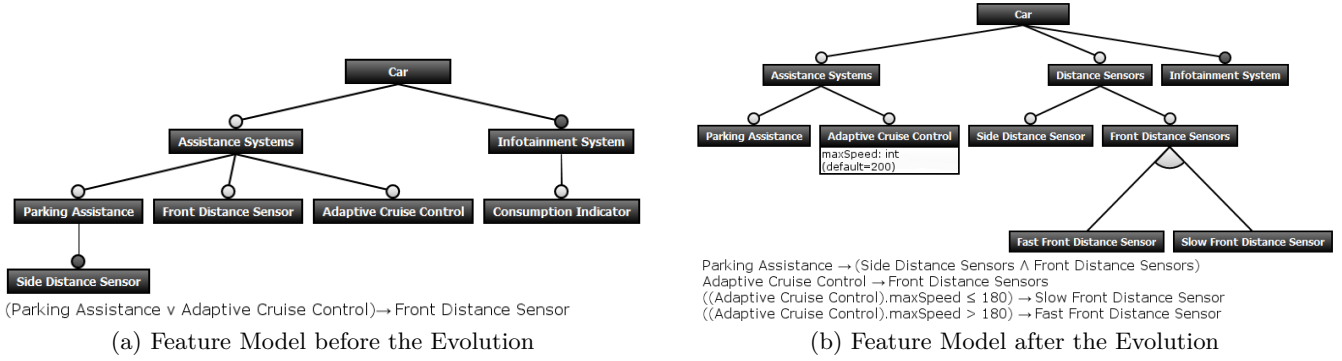 Car
Assistance Systems
Infotainment System
Parking Assistance
Front Distance Sensor
Adaptive Cruise Control
Consumption Indicator
Side Distance Sensor
(Parking Assistance v Adaptive Cruise Control)→Front Distance Sensor
(a) Feature Model before the Evolution
Car
Assistance Systems
Distance Sensors
Infotainment System
Parking Assistance
Adaptive Cruise Control
maxSpeed: int
(default=200)
Side Distance Sensor
Front Distance Sensors
Fast Front Distance Sensor
Slow Front Distance Sensor
Parking Assistance → (Side Distance Sensors ∧ Front Distance Sensors)
Adaptive Cruise Control → Front Distance Sensors
((Adaptive Cruise Control).maxSpeed ≤ 180) → Slow Front Distance Sensor
((Adaptive Cruise Control).maxSpeed > 180) → Fast Front Distance Sensor
(b) Feature Model after the Evolution